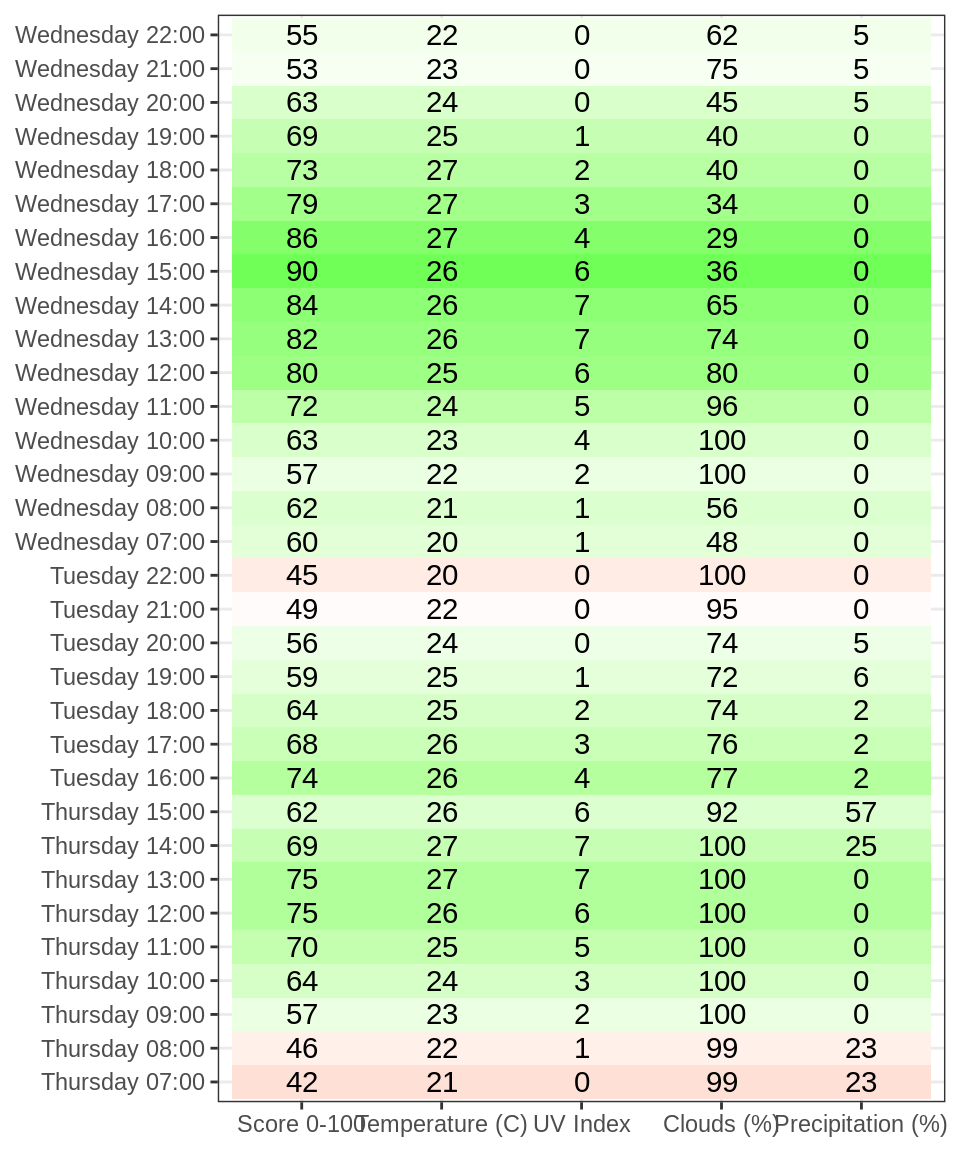 Wednesday 22:00 55 22 0 62 5
Wednesday 21:00 53 23 0 75 5
Wednesday 20:00 63 24 0 45 5
Wednesday 19:00 69 25 1 40 0
Wednesday 18:00 73 27 2 40 0
Wednesday 17:00 79 27 3 34 0
Wednesday 16:00 86 27 4 29 0
Wednesday 15:00 90 26 6 36 0
Wednesday 14:00 84 26 7 65 0
Wednesday 13:00 82 26 7 74 0
Wednesday 12:00 80 25 6 80 0
Wednesday 11:00 72 24 5 96 0
Wednesday 10:00 63 23 4 100 0
Wednesday 09:00 57 22 2 100 0
Wednesday 08:00 62 21 1 56 0
Wednesday 07:00 60 20 1 48 0
Tuesday 22:00 45 20 0 100 0
Tuesday 21:00 49 22 0 95 0
Tuesday 20:00 56 24 0 74 5
Tuesday 19:00 59 25 1 72 6
Tuesday 18:00 64 25 2 74 2
Tuesday 17:00 68 26 3 76 2
Tuesday 16:00 74 26 4 77 2
Thursday 15:00 62 26 6 92 57
Thursday 14:00 69 27 7 100 25
Thursday 13:00 75 27 7 100 0
Thursday 12:00 75 26 6 100 0
Thursday 11:00 70 25 5 100 0
Thursday 10:00 64 24 3 100 0
Thursday 09:00 57 23 2 100 0
Thursday 08:00 46 22 1 99 23
Thursday 07:00 42 21 0 99 23
Score 0-100 Temperature (C) UV Index Clouds (%) Precipitation (%)